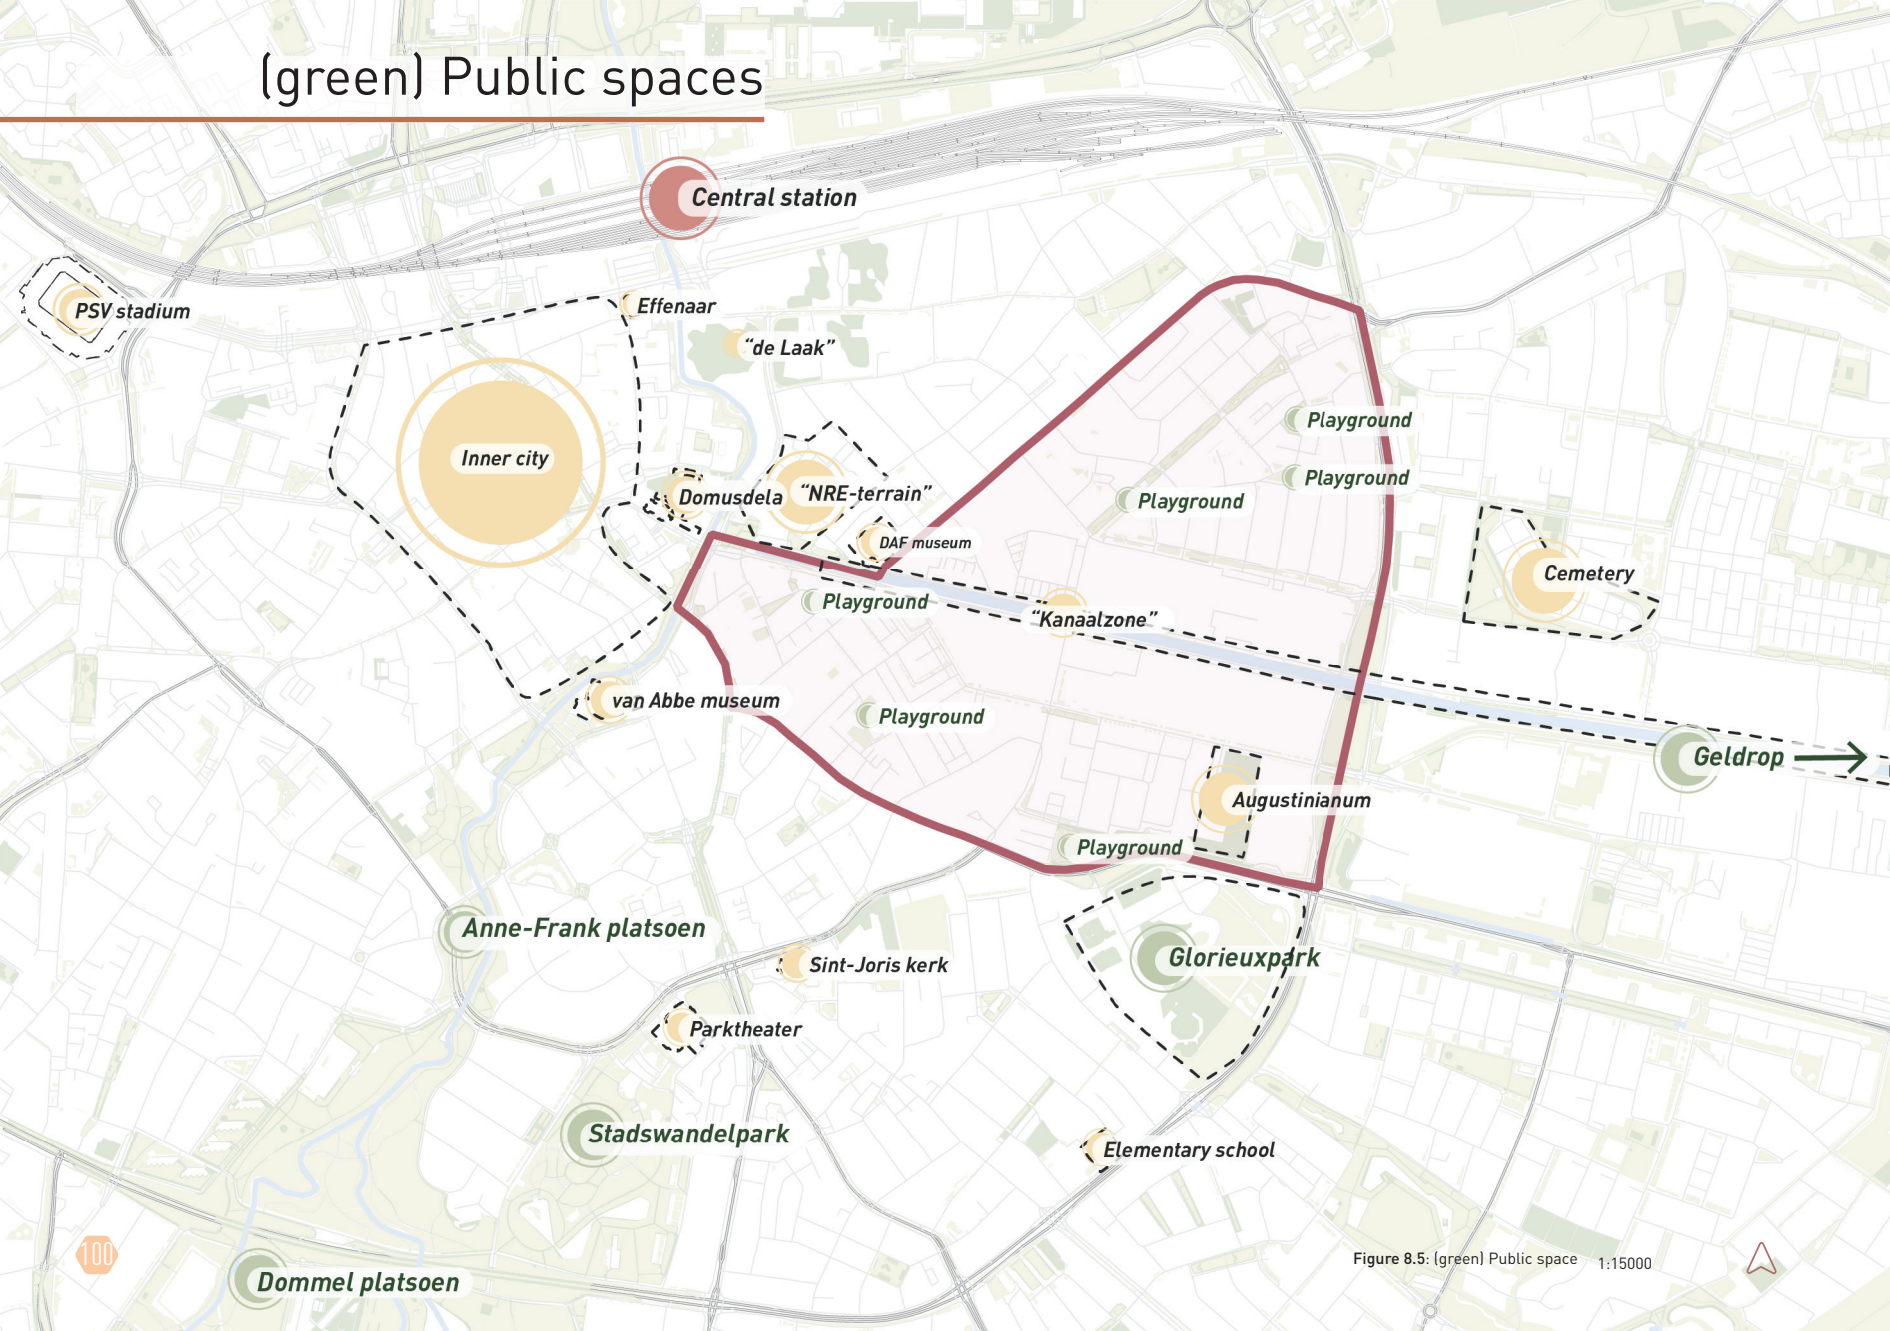 (green) Public spaces
Central station
PSV stadium
Effenaar
“de Laak”
Inner city
Domusdela
“NRE-terrain”
DAF museum
Playground
Playground
Playground
Playground
“Kanaalzone”
Cemetery
van Abbe museum
Playground
Geldrop
Augustinianum
Playground
Anne-Frank platsoen
Sint-Joris kerk
Glorieuxpark
Parktheater
Stadswandelpark
Elementary school
Dommel platsoen
100
Figure 8.5: (green) Public space 1:15000